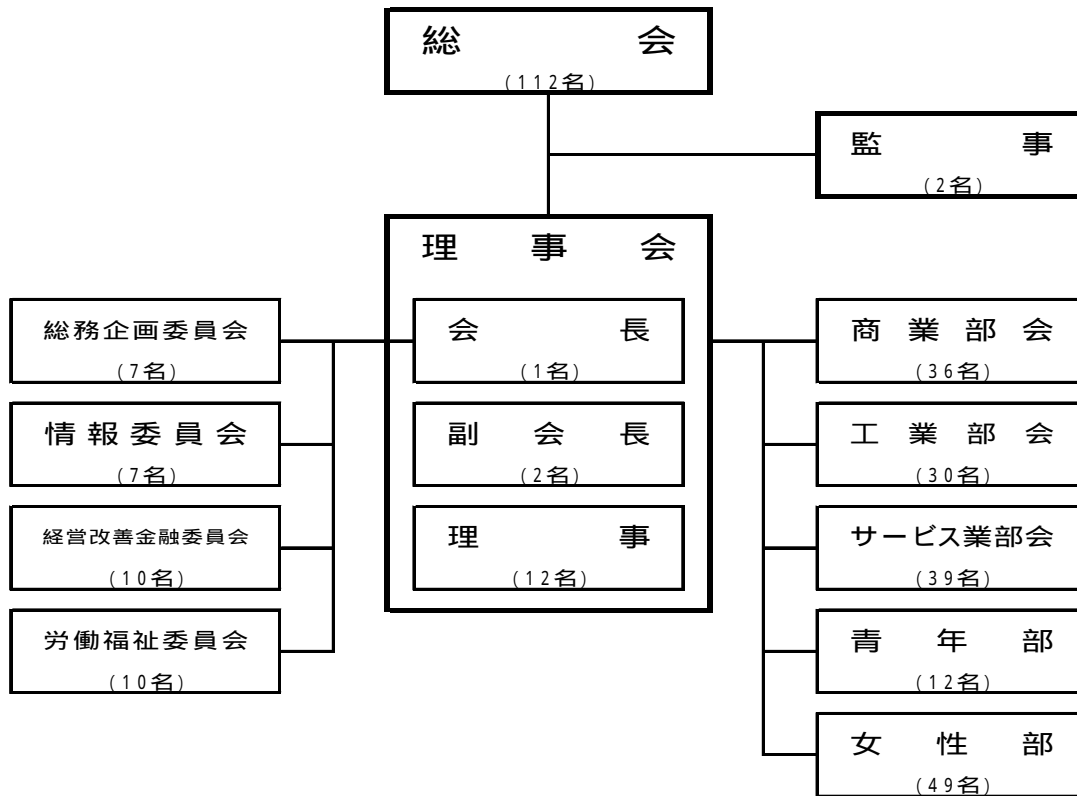 総会
(112名)
監事
(2名)
理事会
会長
(1名)
副会長
(2名)
理事
(12名)
総務企画委員会
(7名)
情報委員会
(7名)
経営改善金融委員会
(10名)
労働福祉委員会
(10名)
商業部会
(36名)
工業部会
(30名)
サービス業部会
(39名)
青年部
(12名)
女性部
(49名)